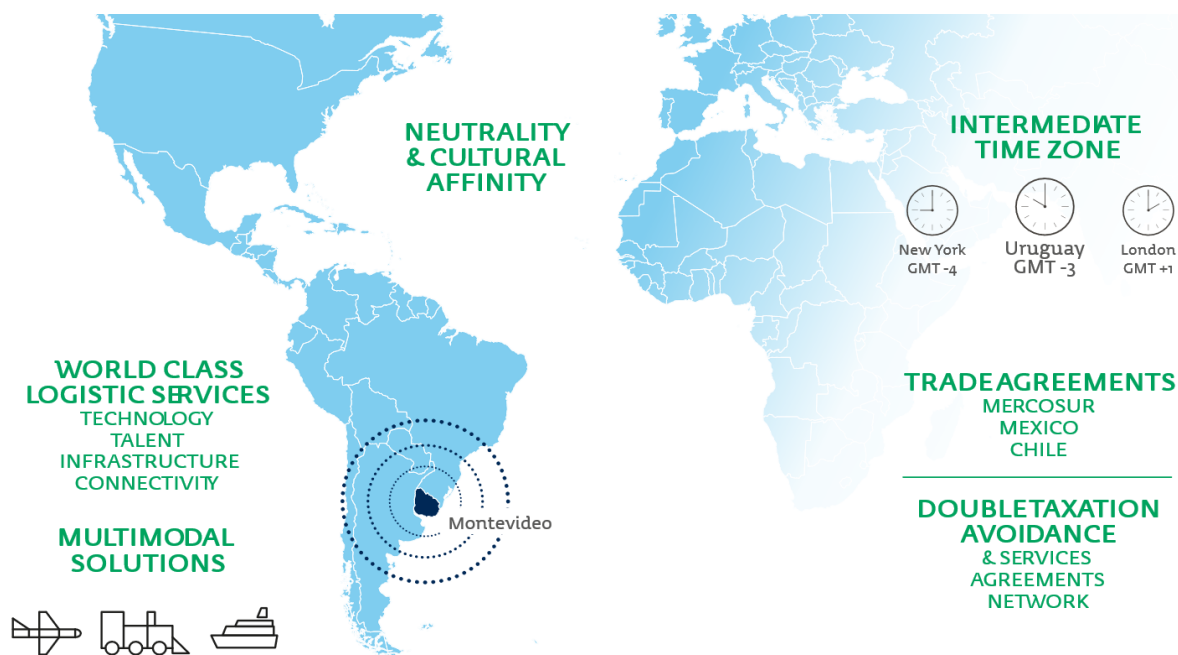 NEUTRALITY
& CULTURAL
AFFINITY
INTERMEDIATE
TIME ZONE
New York
GMT -4
Uruguay
GMT -3
London
GMT +1
WORLD CLASS
LOGISTIC SERVICES
TECHNOLOGY
TALENT
INFRASTRUCTURE
CONNECTIVITY
MULTIMODAL
SOLUTIONS
Montevideo
TRADE AGREEMENTS
MERCOSUR
MEXICO
CHILE
DOUBLE TAXATION
AVOIDANCE
& SERVICES
AGREEMENTS
NETWORK